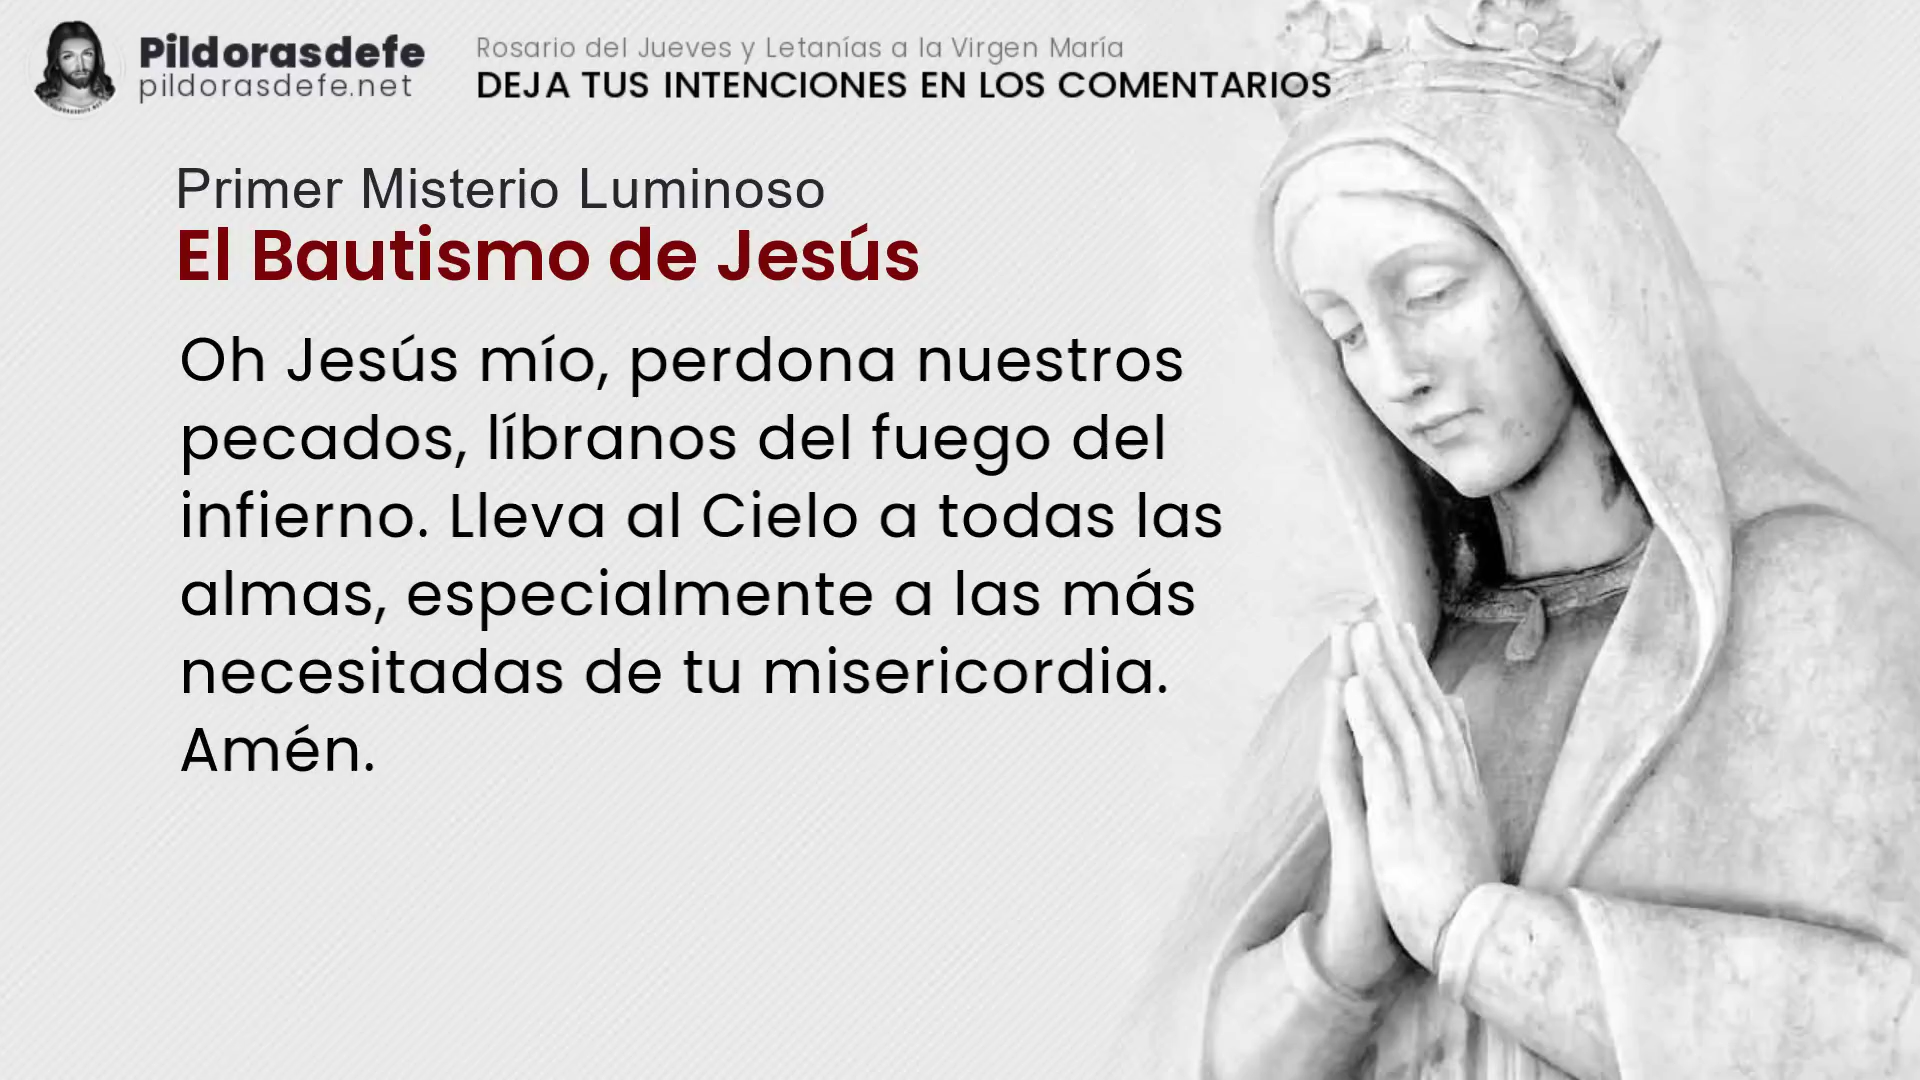 Pildorasdefe
pildorasdefe.net
Rosario del Jueves y Letanías a la Virgen María
DEJA TUS INTENCIONES EN LOS COMENTARIOS
Primer Misterio Luminoso
El Bautismo de Jesús
Oh Jesús mío, perdona nuestros
pecados, líbranos del fuego del
infierno. Lleva al Cielo a todas las
almas, especialmente a las más
necesitadas de tu misericordia.
Amén.